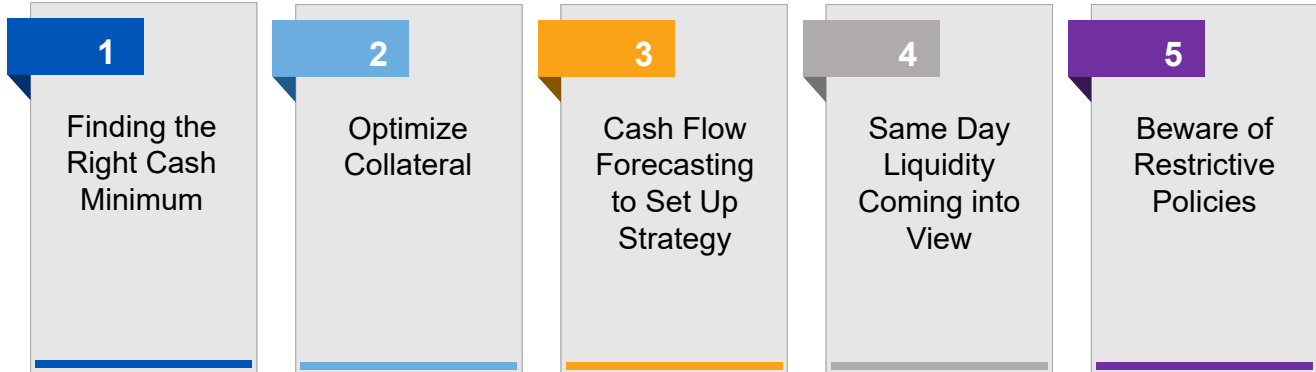 1
Finding the
Right Cash
Minimum
2
Optimize
Collateral
3
Cash Flow
Forecasting
to Set Up
Strategy
4
Same Day
Liquidity
Coming into
View
5
Beware of
Restrictive
Policies